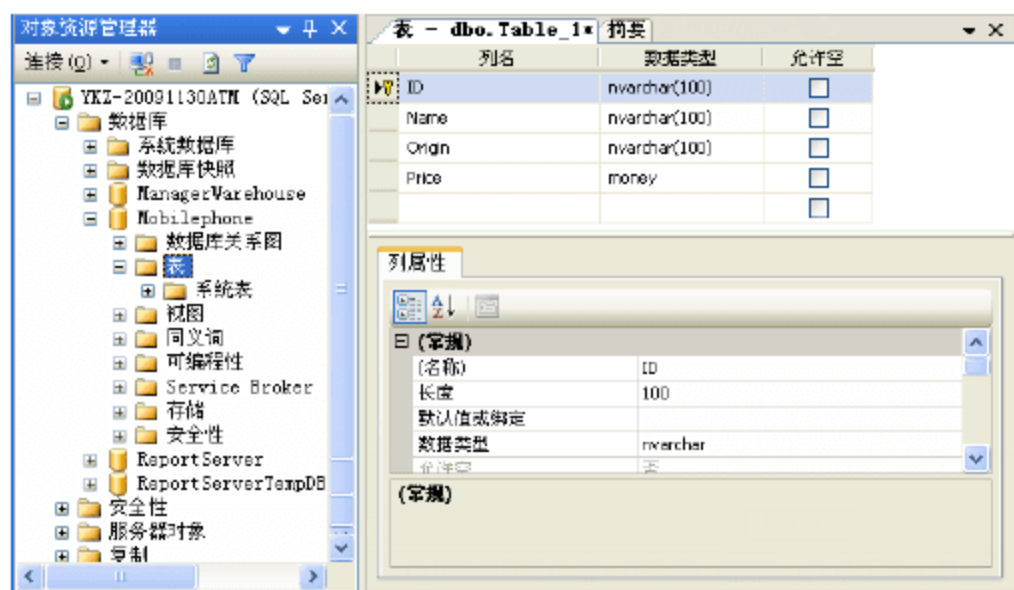 对象资源管理器
连接(O)
YKZ-20091130ATM (SQL Ser
数据库
系统数据库
数据库快照
ManagerWarehouse
Mobilephone
数据库关系图
表
系统表
视图
同义词
可编程性
Service Broker
存储
安全性
ReportServer
ReportServerTempDB
安全性
服务器对象
复制
表 - dbo.Table_1* 摘要
列名 数据类型 允许空
ID nvarchar(100)
Name nvarchar(100)
Origin nvarchar(100)
Price money
列属性
(常规)
(名称) ID
长度 100
默认值或绑定
数据类型 nvarchar
允许空 否
(常规)